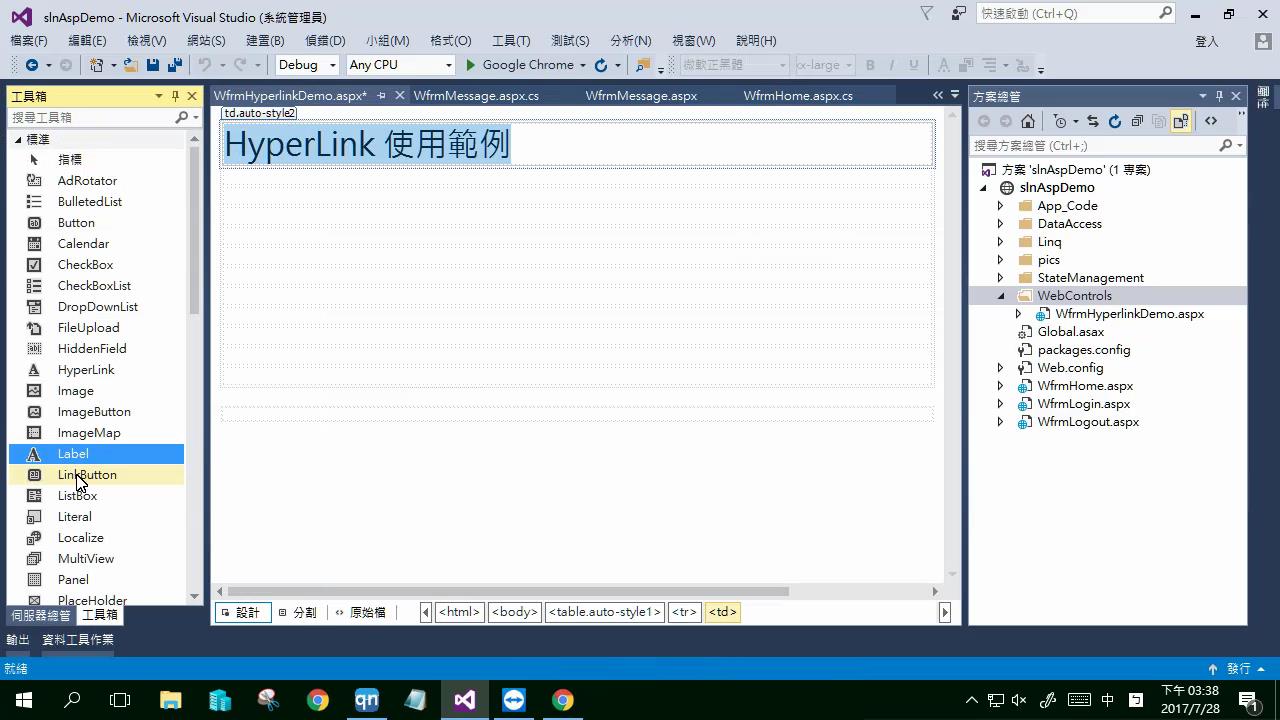 slnAspDemo - Microsoft Visual Studio (系統管理員)
快速啟動 (Ctrl+Q)
檔案(F) 編輯(E) 檢視(V) 網站(S) 建置(B) 偵錯(D) 小組(M) 格式(O) 工具(T) 測試(S) 分析(N) 視窗(W) 說明(H) 登入
Debug Any CPU Google Chrome 微軟正黑體 xx-large B I U
工具箱
搜尋工具箱
標準
指標
AdRotator
BulletedList
Button
Calendar
CheckBox
CheckBoxList
DropDownList
FileUpload
HiddenField
HyperLink
Image
ImageButton
ImageMap
Label
LinkButton
ListBox
Literal
Localize
MultiView
Panel
PlaceHolder
伺服器總管 工具箱
WfrmHyperlinkDemo.aspx* WfrmMessage.aspx.cs WfrmMessage.aspx WfrmHome.aspx.cs
td.auto-style2
HyperLink 使用範例
設計 分割 原始檔 <html> <body> <table.auto-style1> <tr> <td>
方案總管
搜尋方案總管 (Ctrl+;)
方案 'slnAspDemo' (1 專案)
slnAspDemo
App_Code
DataAccess
Linq
pics
StateManagement
WebControls
WfrmHyperlinkDemo.aspx
Global.asax
packages.config
Web.config
WfrmHome.aspx
WfrmLogin.aspx
WfrmLogout.aspx
輸出 資料工具作業
就緒 發行
qn 中 下午 03:38
2017/7/28
1